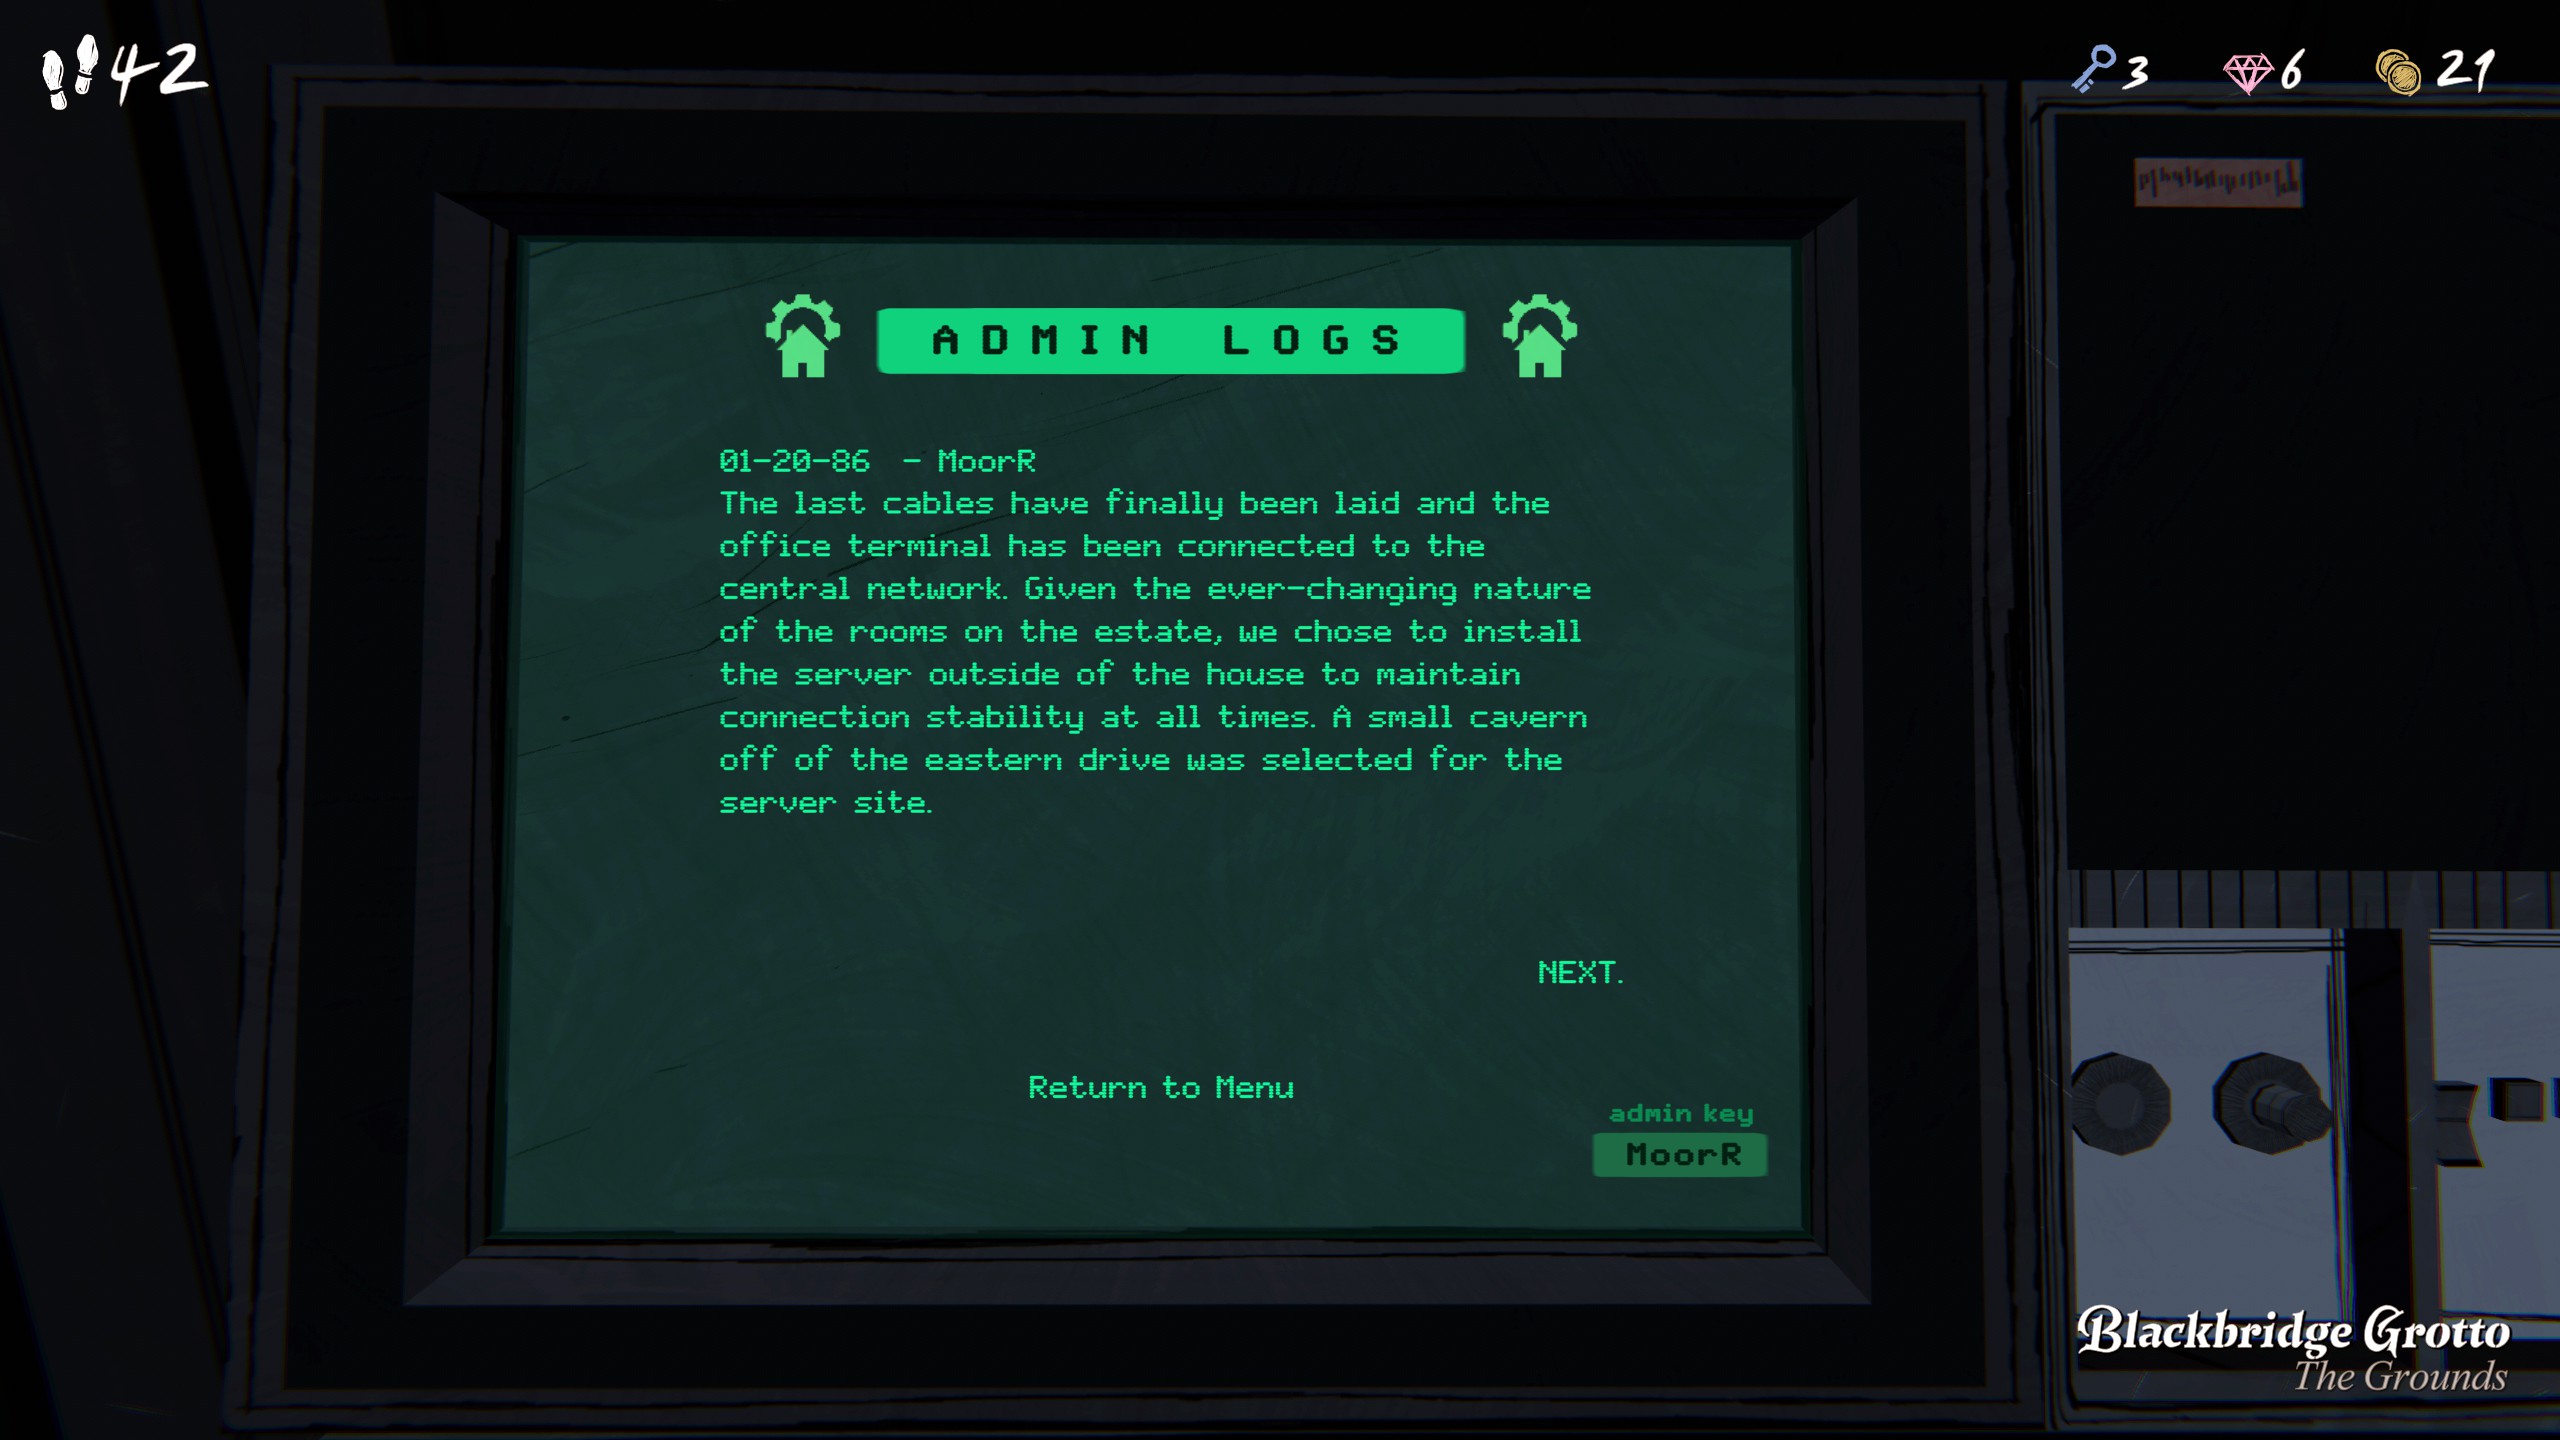 42
3
6
21
ADMIN LOGS
01-20-86 - MoorR
The last cables have finally been laid and the
office terminal has been connected to the
central network. Given the ever-changing nature
of the rooms on the estate, we chose to install
the server outside of the house to maintain
connection stability at all times. A small cavern
off of the eastern drive was selected for the
server site.
NEXT.
Return to Menu
admin key
MoorR
Blackbridge Grotto
The Grounds